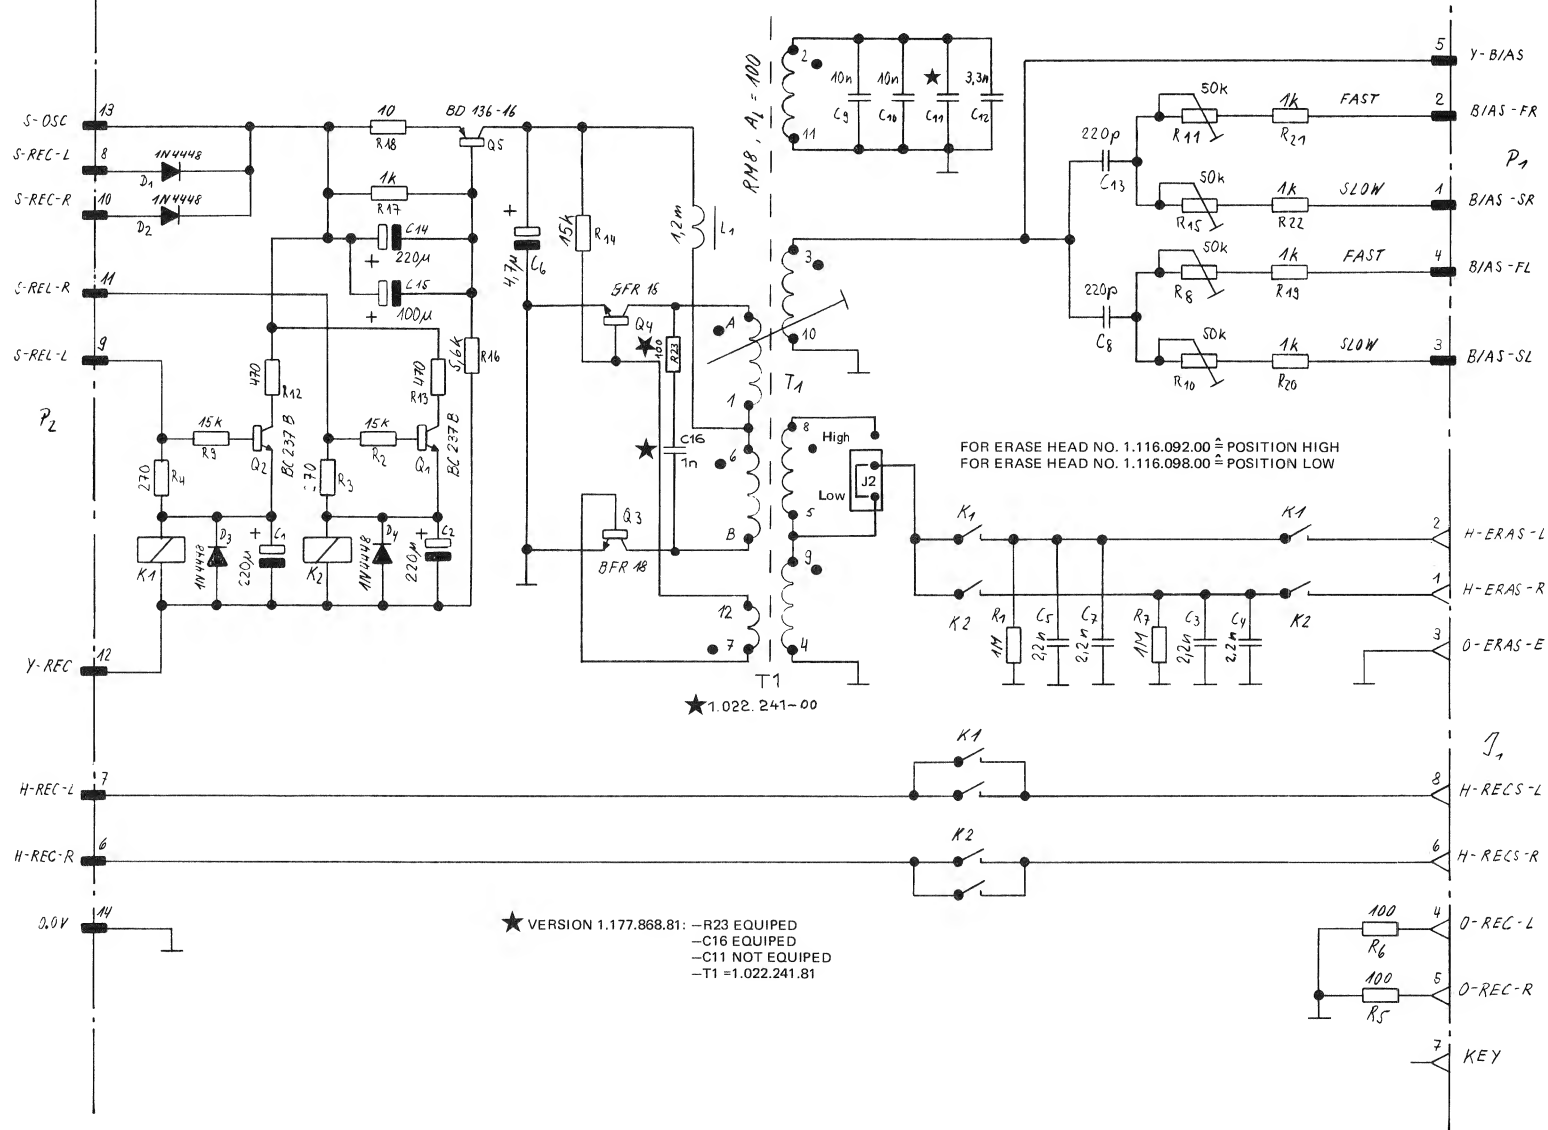 S-OSC
13
S-REC-L
8
1N4448
D1
S-REC-R
10
1N4448
D2
11
S-REL-L
9
P2
10
R18
BD 136-16
Q5
1k
R17
C14
+
220µ
C15
+
100µ
5,6k
R16
470
R12
470
R13
15k
R9
Q2
BC 237 B
15k
R2
Q1
BC 237 B
270
R4
R3
K1
D3
1N4448
+
C1
220µ
K2
D4
1N4448
+
C2
220µ
Y-REC
12
+
4,7µ
C6
15k
R14
1,2m
L1
Q4
★
100
R23
★
C16
1n
Q3
BFR 18
A
1
6
B
12
7
RM8, AL = 100
2
11
10n
C9
10n
C10
★
C11
3,3n
C12
3
10
T1
8
5
9
4
T1
★1.022.241-00
High
Low
J2
FOR ERASE HEAD NO. 1.116.092.00 ≙ POSITION HIGH
FOR ERASE HEAD NO. 1.116.098.00 ≙ POSITION LOW
220p
C13
220p
C8
50k
R11
1k
R21
FAST
50k
R15
1k
R22
SLOW
50k
R8
1k
R19
FAST
50k
R10
1k
R20
SLOW
5
Y-BIAS
2
BIAS-FR
P1
1
BIAS-SR
4
BIAS-FL
3
BIAS-SL
K1
K1
2
H-ERAS-L
K2
K2
1
H-ERAS-R
R1
1M
C5
2,2n
C7
2,2n
R7
1M
C3
2,2n
C4
2,2n
3
0-ERAS-E
J1
H-REC-L
7
K1
8
H-RECS-L
H-REC-R
6
K2
6
H-RECS-R
0.0V
14
★ VERSION 1.177.868.81: –R23 EQUIPED
–C16 EQUIPED
–C11 NOT EQUIPED
–T1 =1.022.241.81
100
R6
4
0-REC-L
100
R5
5
0-REC-R
7
KEY